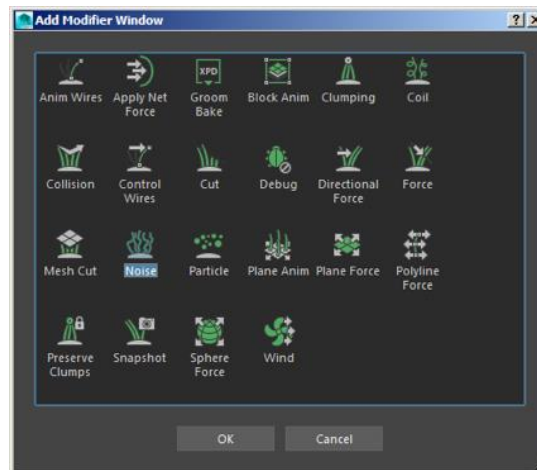 Add Modifier Window
XPD
Anim Wires Apply Net Groom Block Anim Clumping Coil
Force Bake
Collision Control Cut Debug Directional Force
Wires Force
Mesh Cut Noise Particle Plane Anim Plane Force Polyline
Force
Preserve Snapshot Sphere Wind
Clumps Force
OK Cancel